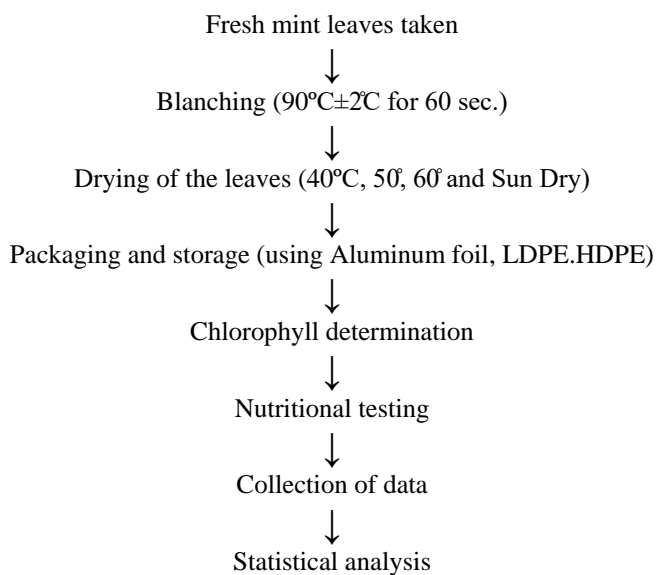 Fresh mint leaves taken
Blanching (90ºC±2̊C for 60 sec.)
Drying of the leaves (40ºC, 50̊, 60̊ and Sun Dry)
Packaging and storage (using Aluminum foil, LDPE.HDPE)
Chlorophyll determination
Nutritional testing
Collection of data
Statistical analysis